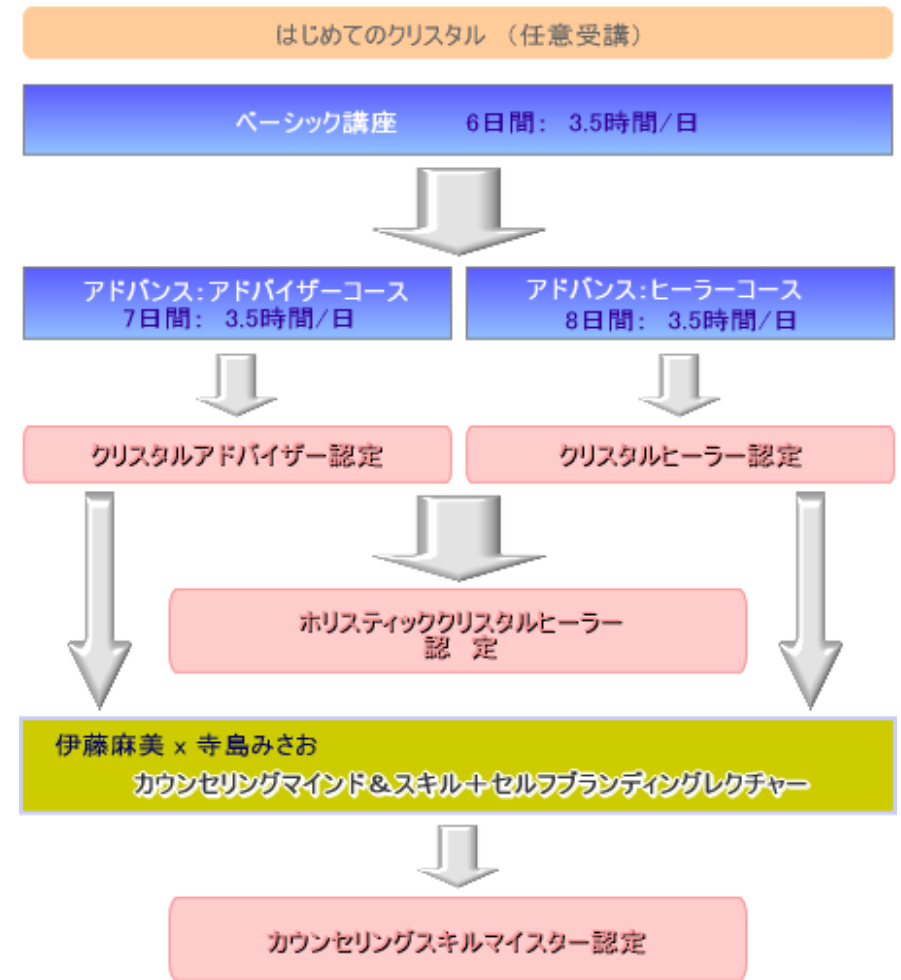 はじめてのクリスタル （任意受講）
ベーシック講座 6日間： 3.5時間/日
アドバンス：アドバイザーコース
7日間： 3.5時間/日
アドバンス：ヒーラーコース
8日間： 3.5時間/日
クリスタルアドバイザー認定
クリスタルヒーラー認定
ホリスティッククリスタルヒーラー
認 定
伊藤麻美 x 寺島みさお
カウンセリングマインド＆スキル＋セルフブランディングレクチャー
カウンセリングスキルマイスター認定